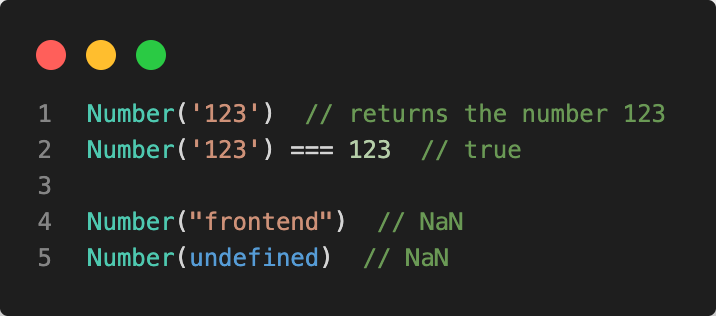 1 Number('123')  // returns the number 123
2 Number('123') === 123  // true
3
4 Number("frontend")  // NaN
5 Number(undefined)  // NaN